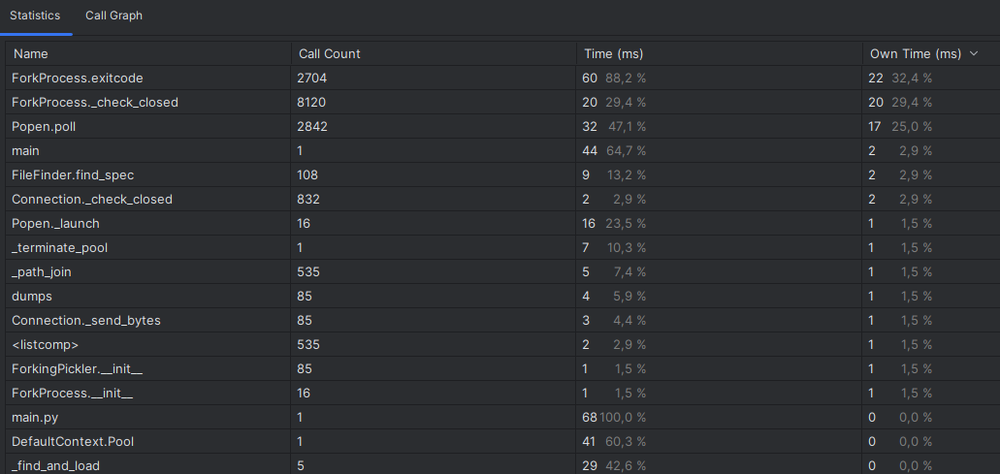 Statistics Call Graph
Name Call Count Time (ms) Own Time (ms)
ForkProcess.exitcode 2704 60 88,2 % 22 32,4 %
ForkProcess._check_closed 8120 20 29,4 % 20 29,4 %
Popen.poll 2842 32 47,1 % 17 25,0 %
main 1 44 64,7 % 2 2,9 %
FileFinder.find_spec 108 9 13,2 % 2 2,9 %
Connection._check_closed 832 2 2,9 % 2 2,9 %
Popen._launch 16 16 23,5 % 1 1,5 %
_terminate_pool 1 7 10,3 % 1 1,5 %
_path_join 535 5 7,4 % 1 1,5 %
dumps 85 4 5,9 % 1 1,5 %
Connection._send_bytes 85 3 4,4 % 1 1,5 %
<listcomp> 535 2 2,9 % 1 1,5 %
ForkingPickler.__init__ 85 1 1,5 % 1 1,5 %
ForkProcess.__init__ 16 1 1,5 % 1 1,5 %
main.py 1 68 100,0 % 0 0,0 %
DefaultContext.Pool 1 41 60,3 % 0 0,0 %
_find_and_load 5 29 42,6 % 0 0,0 %